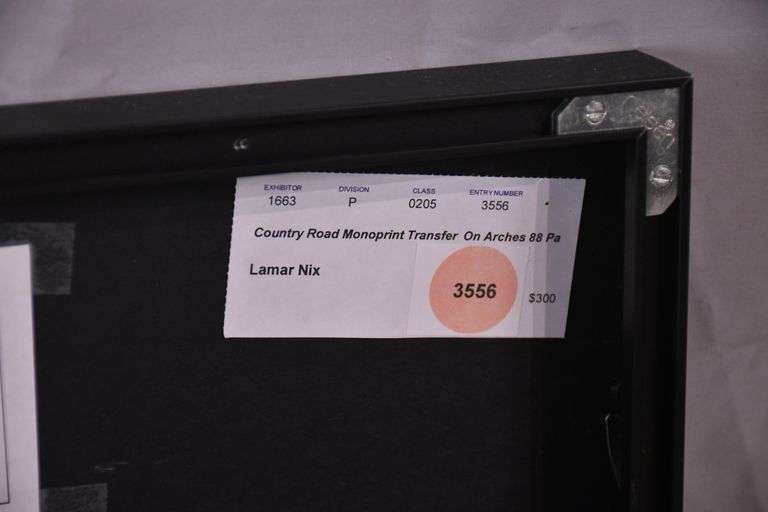 EXHIBITOR DIVISION CLASS ENTRY NUMBER
1663 P 0205 3556
Country Road Monoprint Transfer On Arches 88 Pa
Lamar Nix
3556
$300